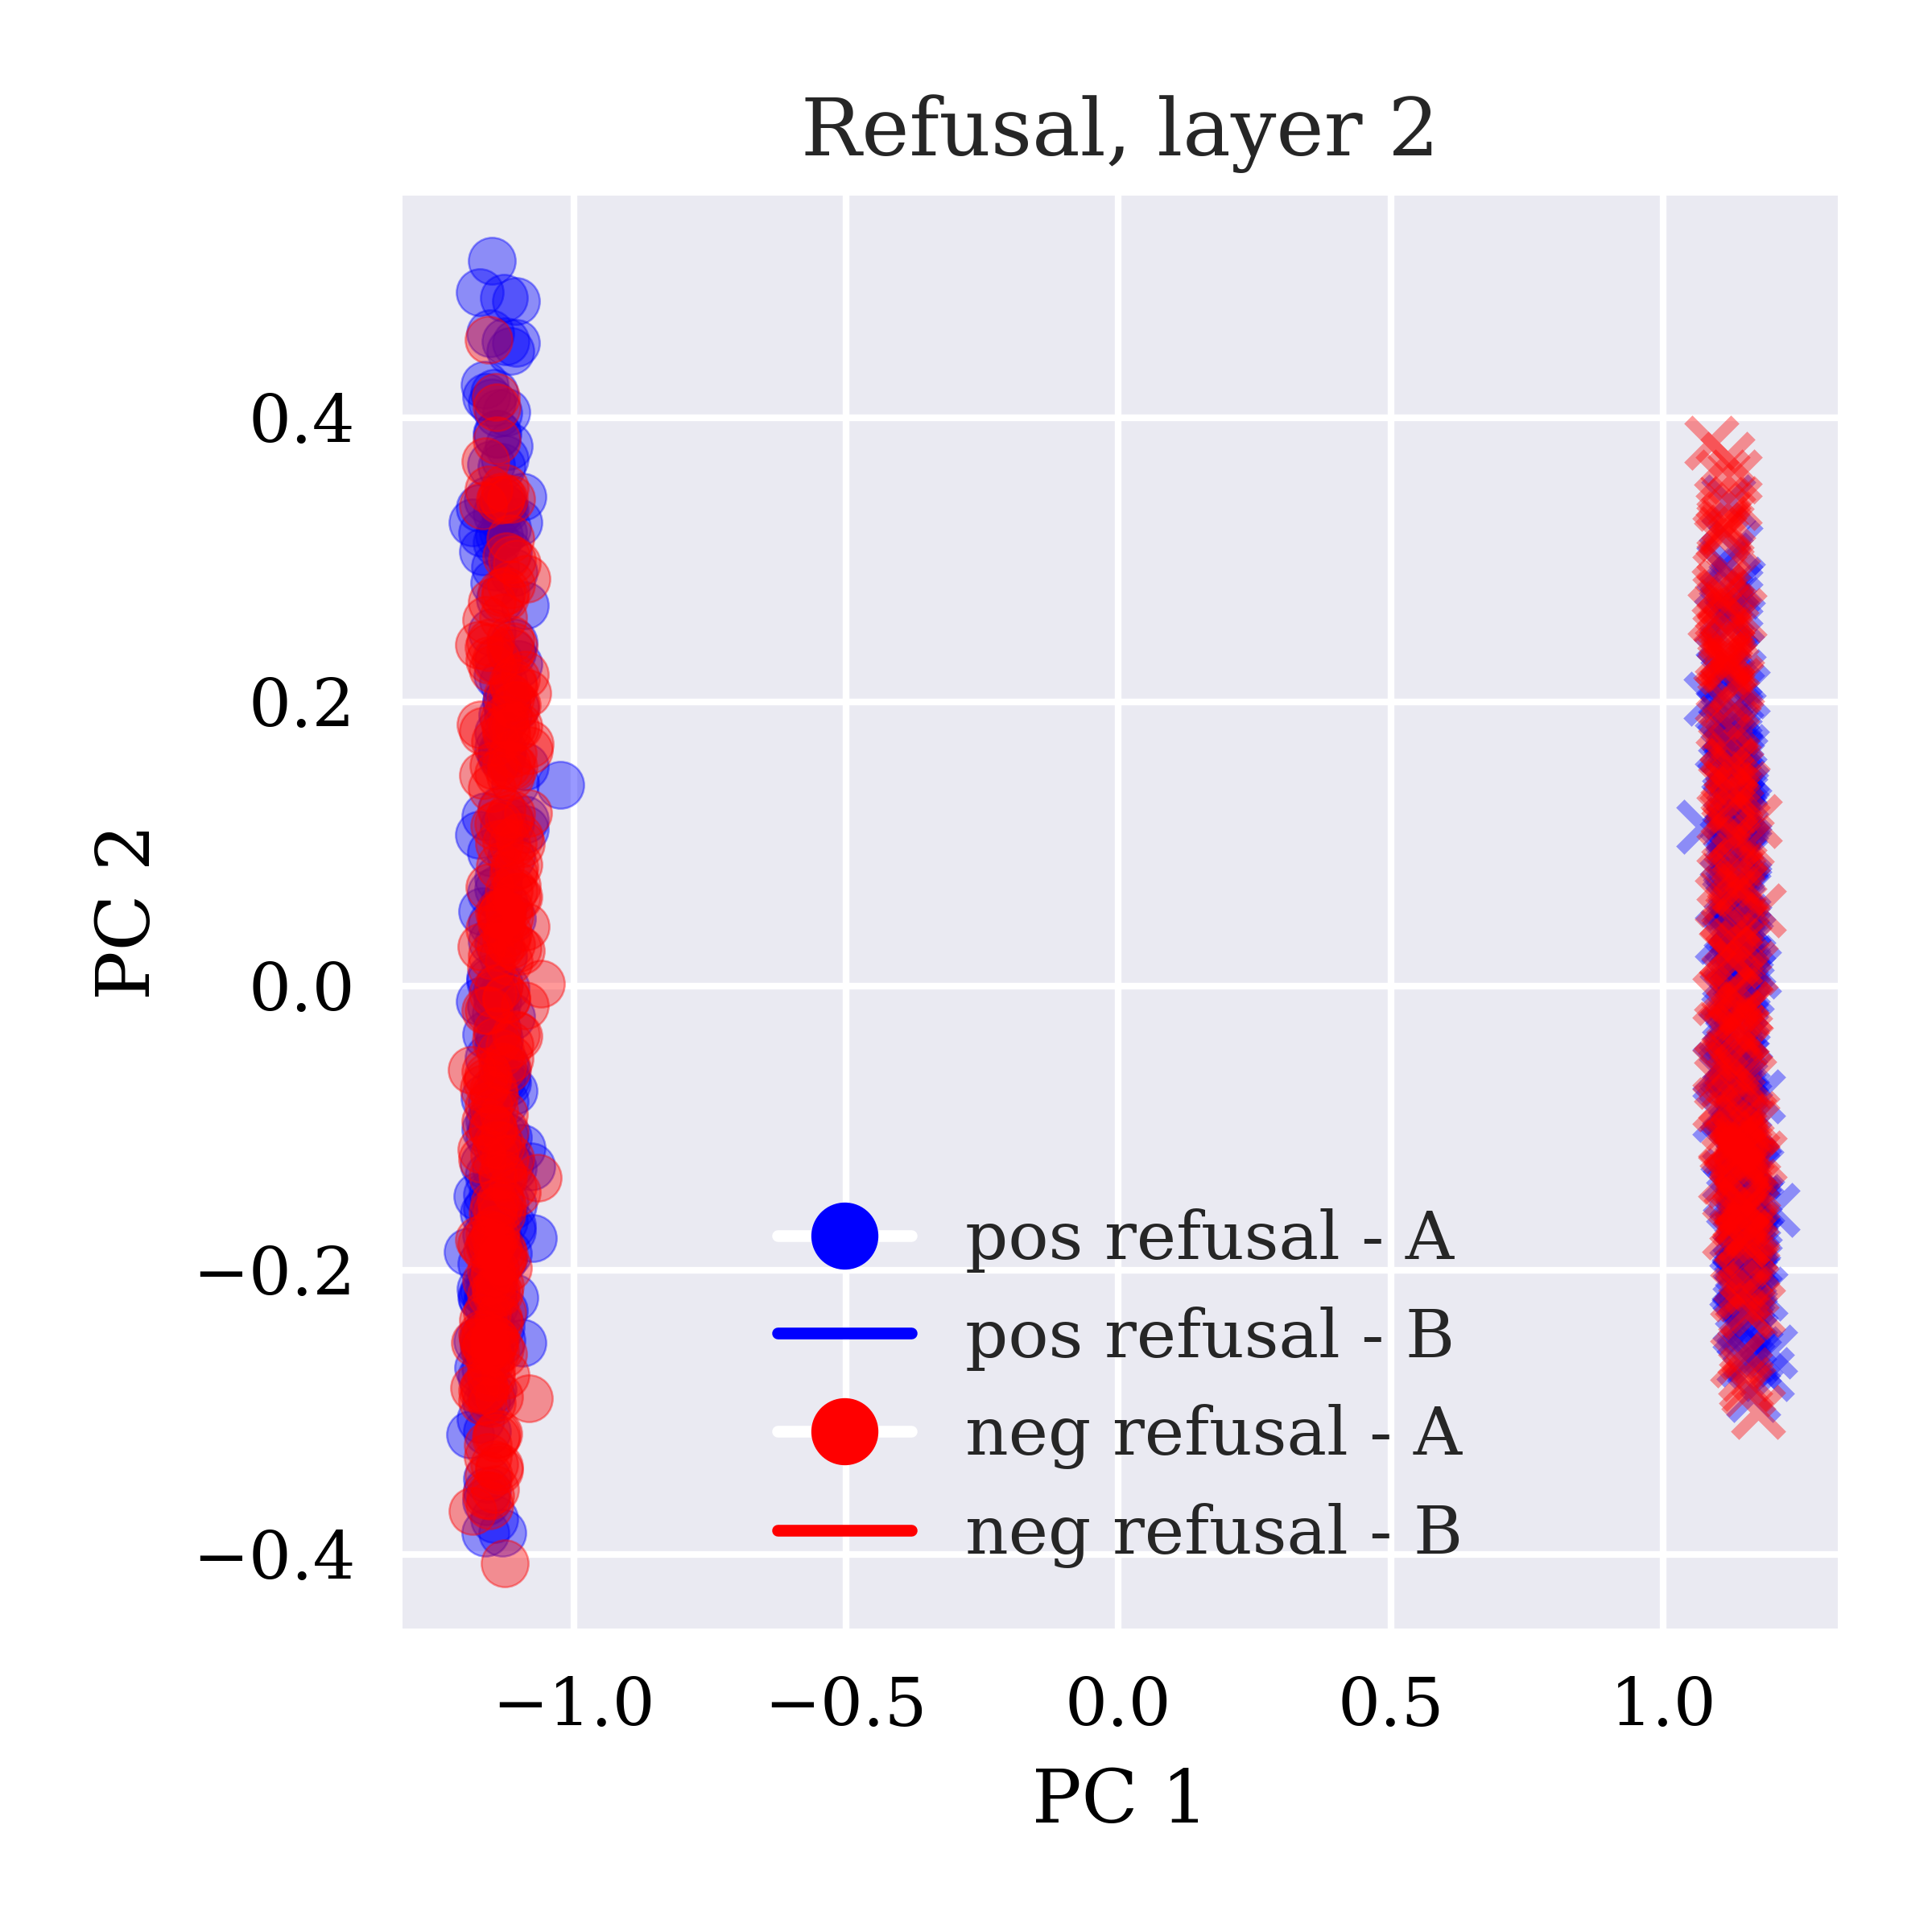 Refusal, layer 2
PC 2
0.4
0.2
0.0
−0.2
−0.4
pos refusal - A
pos refusal - B
neg refusal - A
neg refusal - B
−1.0 −0.5 0.0 0.5 1.0
PC 1